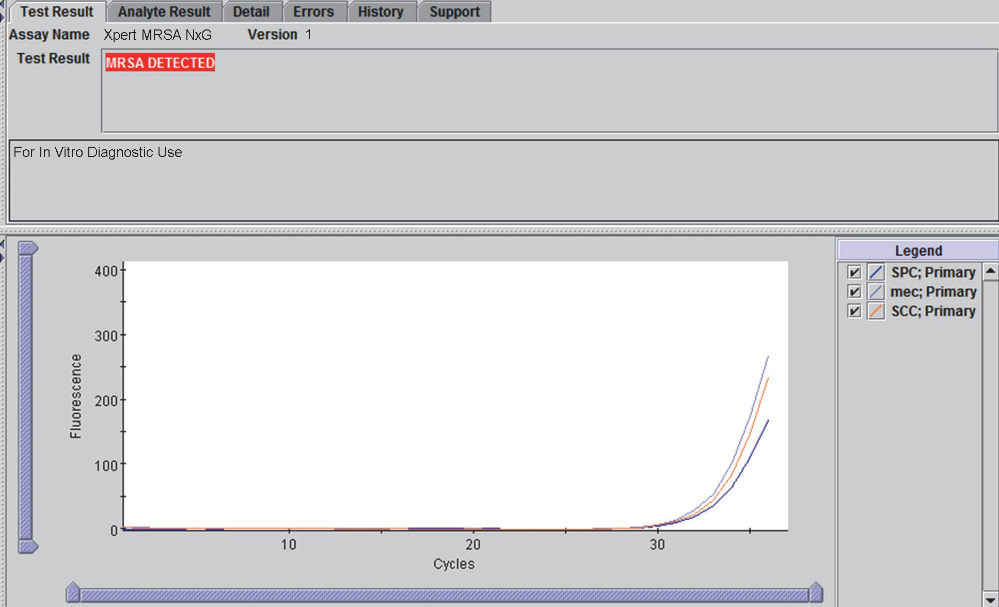 Test Result Analyte Result Detail Errors History Support
Assay Name Xpert MRSA NxG Version 1
Test Result MRSA DETECTED
For In Vitro Diagnostic Use
Legend
SPC; Primary
mec; Primary
SCC; Primary
400
300
200
100
0
Fluorescence
10 20 30
Cycles